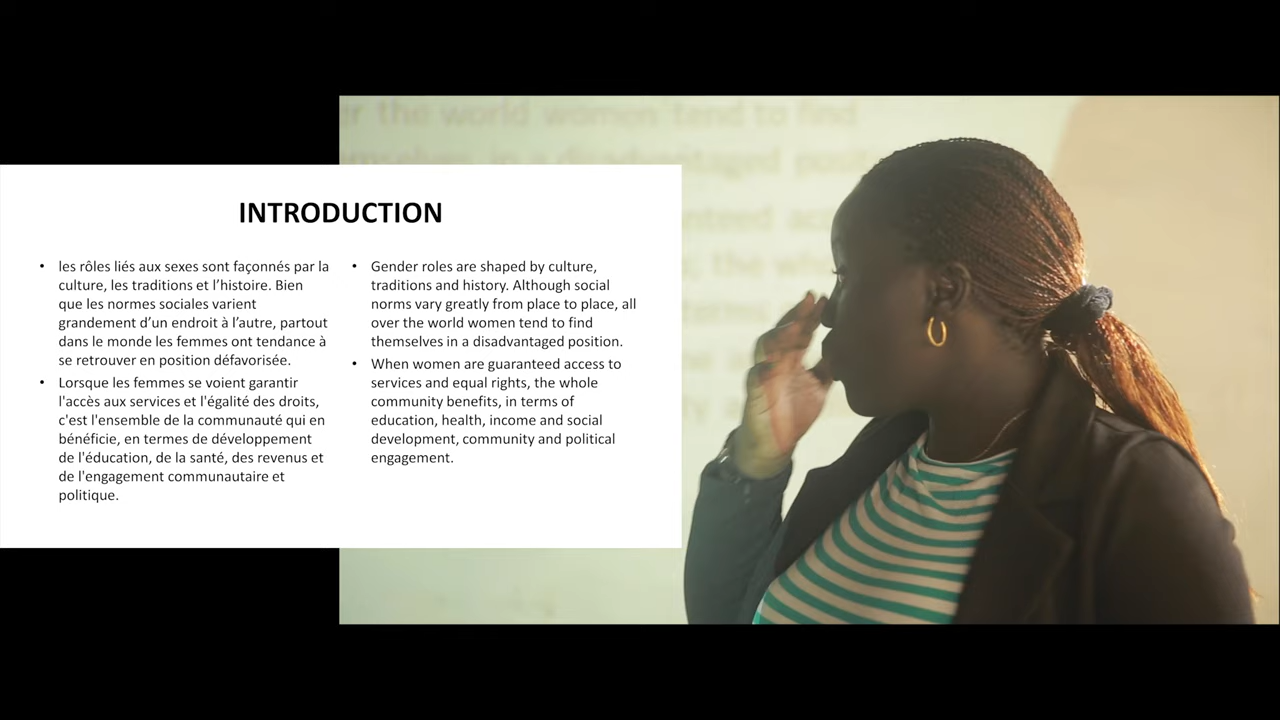 INTRODUCTION
• les rôles liés aux sexes sont façonnés par la
culture, les traditions et l’histoire. Bien
que les normes sociales varient
grandement d’un endroit à l’autre, partout
dans le monde les femmes ont tendance à
se retrouver en position défavorisée.
• Lorsque les femmes se voient garantir
l'accès aux services et l'égalité des droits,
c'est l'ensemble de la communauté qui en
bénéficie, en termes de développement
de l'éducation, de la santé, des revenus et
de l'engagement communautaire et
politique.
• Gender roles are shaped by culture,
traditions and history. Although social
norms vary greatly from place to place, all
over the world women tend to find
themselves in a disadvantaged position.
• When women are guaranteed access to
services and equal rights, the whole
community benefits, in terms of
education, health, income and social
development, community and political
engagement.
the world women tend to find
in a disadvantaged